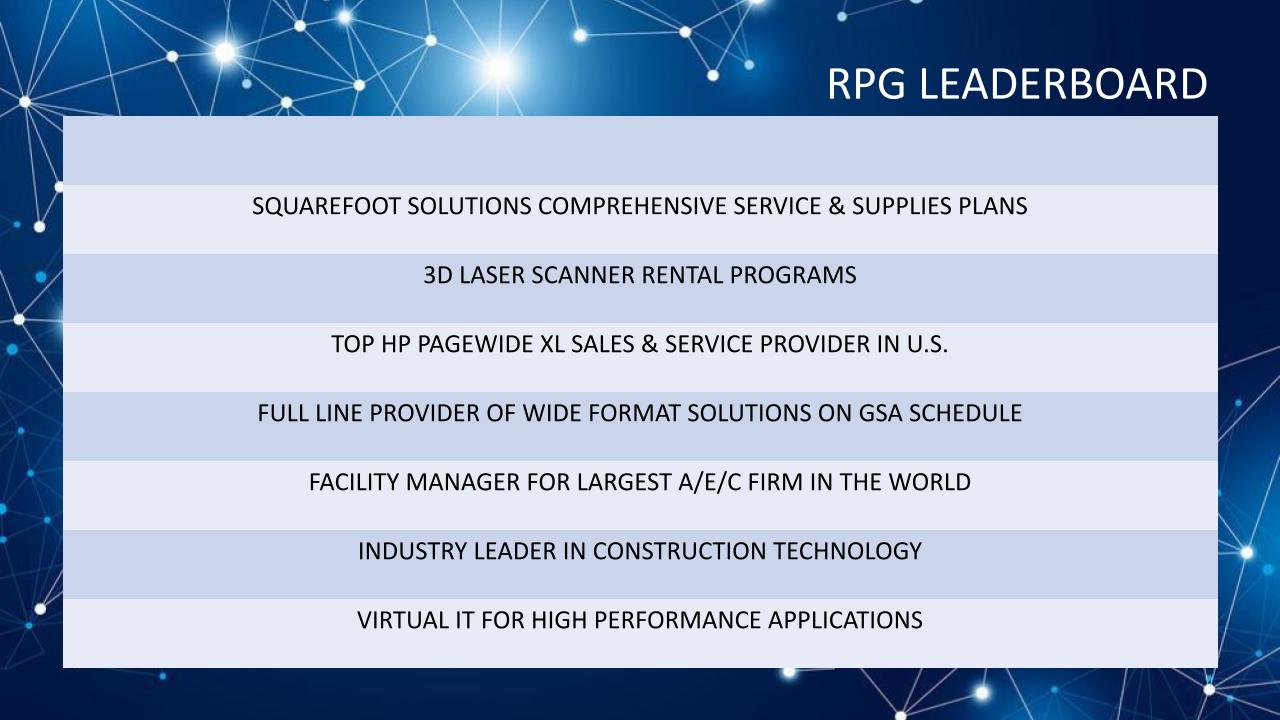 RPG LEADERBOARD
SQUAREFOOT SOLUTIONS COMPREHENSIVE SERVICE & SUPPLIES PLANS
3D LASER SCANNER RENTAL PROGRAMS
TOP HP PAGEWIDE XL SALES & SERVICE PROVIDER IN U.S.
FULL LINE PROVIDER OF WIDE FORMAT SOLUTIONS ON GSA SCHEDULE
FACILITY MANAGER FOR LARGEST A/E/C FIRM IN THE WORLD
INDUSTRY LEADER IN CONSTRUCTION TECHNOLOGY
VIRTUAL IT FOR HIGH PERFORMANCE APPLICATIONS